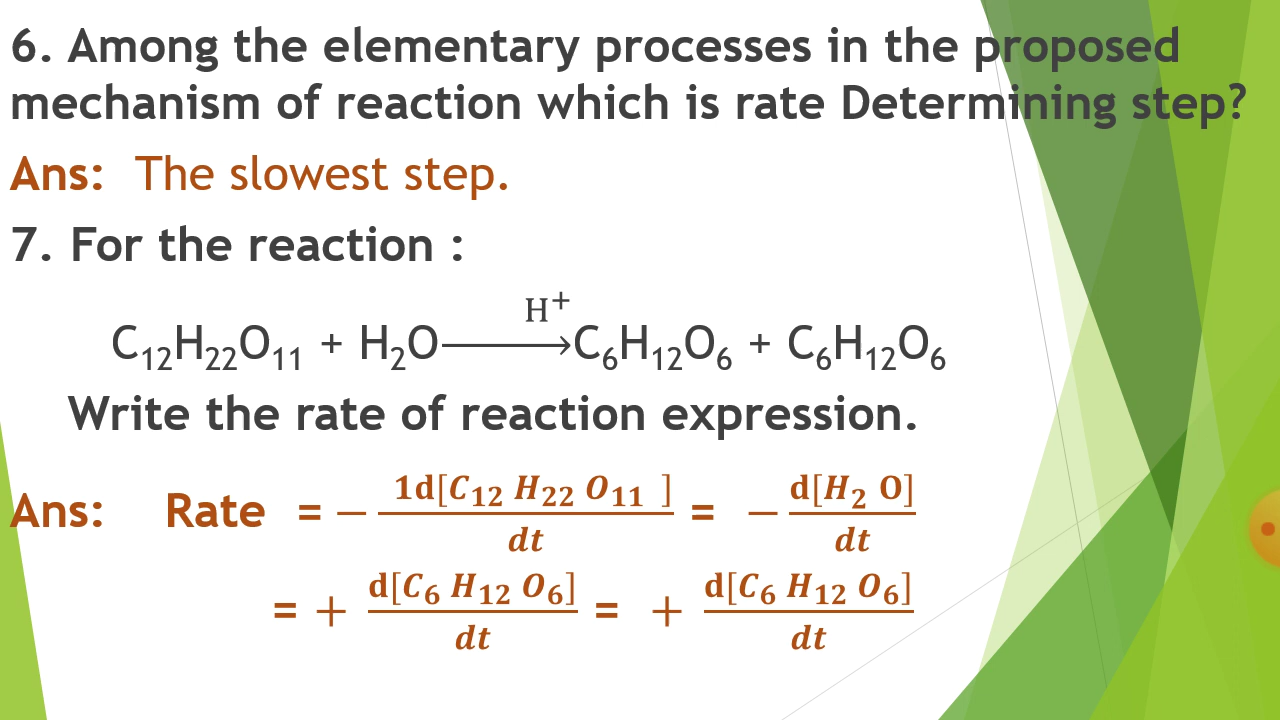 6. Among the elementary processes in the proposed
mechanism of reaction which is rate Determining step?
Ans: The slowest step.
7. For the reaction :
C₁₂H₂₂O₁₁ + H₂O —H⁺→ C₆H₁₂O₆ + C₆H₁₂O₆
Write the rate of reaction expression.
Ans: Rate = − 1d[C₁₂ H₂₂ O₁₁ ]/dt = − d[H₂ O]/dt
= + d[C₆ H₁₂ O₆]/dt = + d[C₆ H₁₂ O₆]/dt